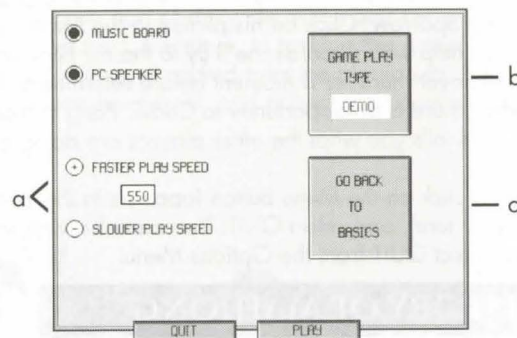 MUSIC BOARD
PC SPEAKER
GAME PLAY
TYPE
DEMO
b
a
FASTER PLAY SPEED
550
SLOWER PLAY SPEED
GO BACK
TO
BASICS
QUIT
PLAY